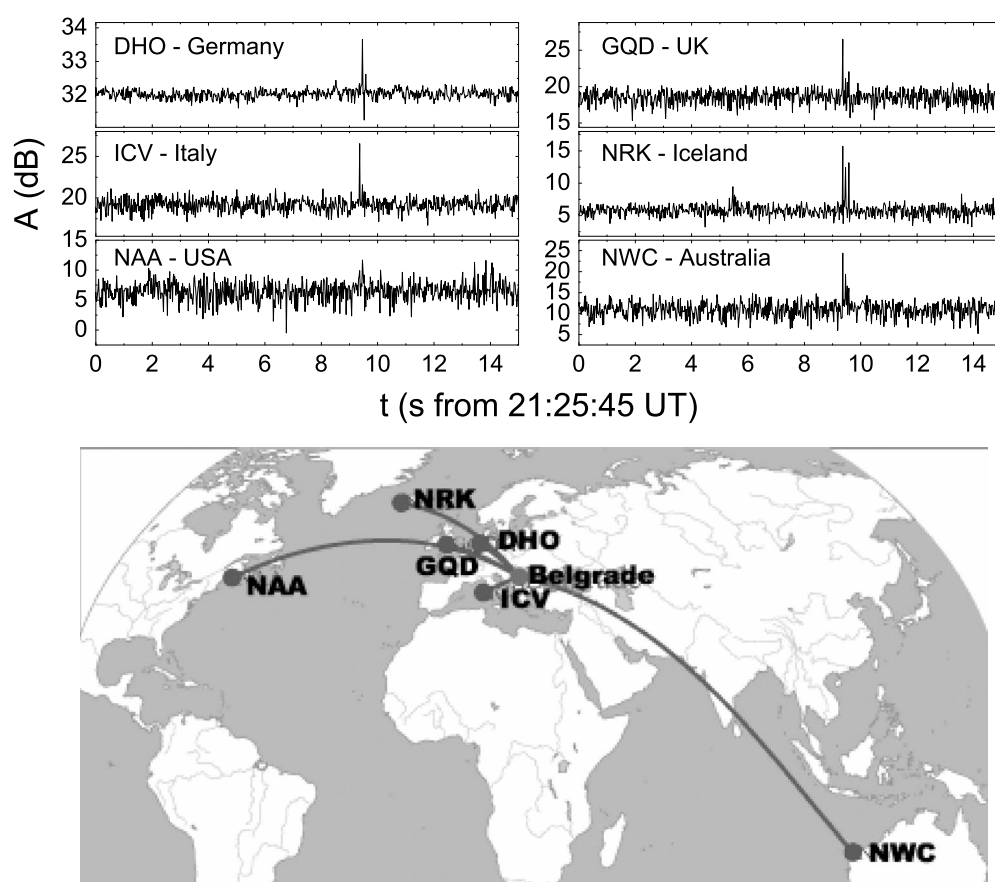 DHO - Germany
34
33
32
GQD - UK
25
20
15
A (dB)
ICV - Italy
25
20
NRK - Iceland
15
10
5
NAA - USA
15
10
5
0
NWC - Australia
25
20
15
10
5
0 2 4 6 8 10 12 14
0 2 4 6 8 10 12 14
t (s from 21:25:45 UT)
NRK
DHO
GQD
Belgrade
NAA
ICV
NWC